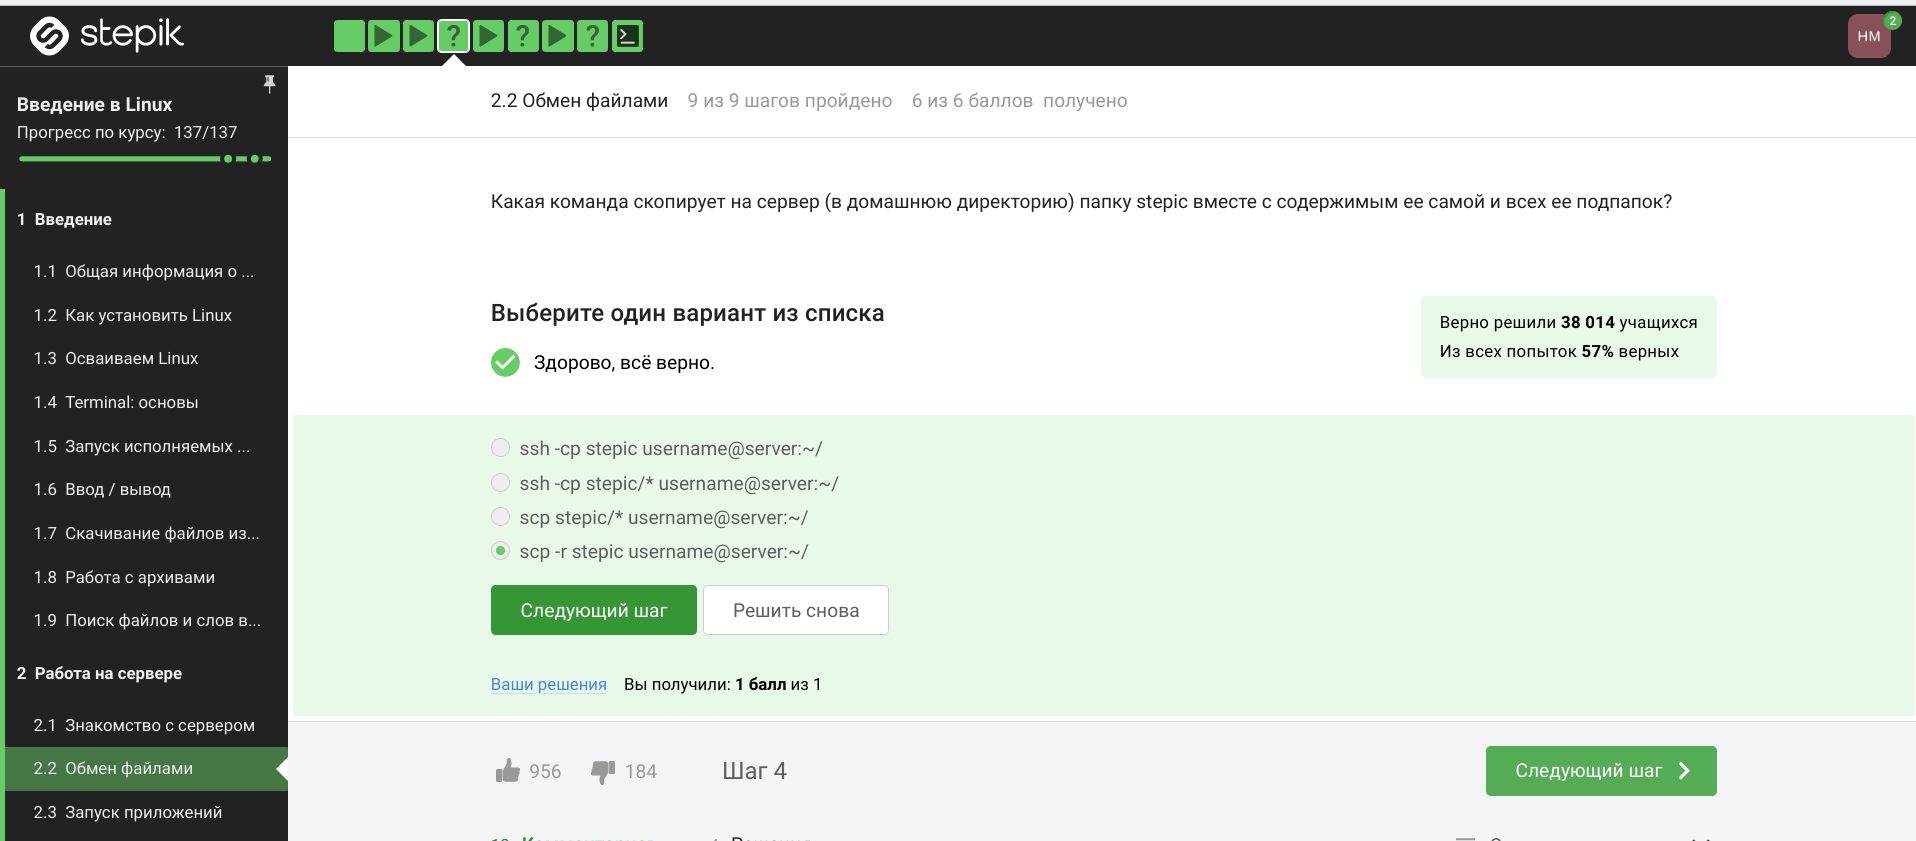 stepik
?
?
?
HM
2
Введение в Linux
Прогресс по курсу: 137/137
1 Введение
1.1 Общая информация о ...
1.2 Как установить Linux
1.3 Осваиваем Linux
1.4 Terminal: основы
1.5 Запуск исполняемых ...
1.6 Ввод / вывод
1.7 Скачивание файлов из...
1.8 Работа с архивами
1.9 Поиск файлов и слов в...
2 Работа на сервере
2.1 Знакомство с сервером
2.2 Обмен файлами
2.3 Запуск приложений
2.2 Обмен файлами 9 из 9 шагов пройдено 6 из 6 баллов получено
Какая команда скопирует на сервер (в домашнюю директорию) папку stepic вместе с содержимым ее самой и всех ее подпапок?
Выберите один вариант из списка
Здорово, всё верно.
Верно решили 38 014 учащихся
Из всех попыток 57% верных
ssh -cp stepic username@server:~/
ssh -cp stepic/* username@server:~/
scp stepic/* username@server:~/
scp -r stepic username@server:~/
Следующий шаг
Решить снова
Ваши решения Вы получили: 1 балл из 1
956 184 Шаг 4
Следующий шаг